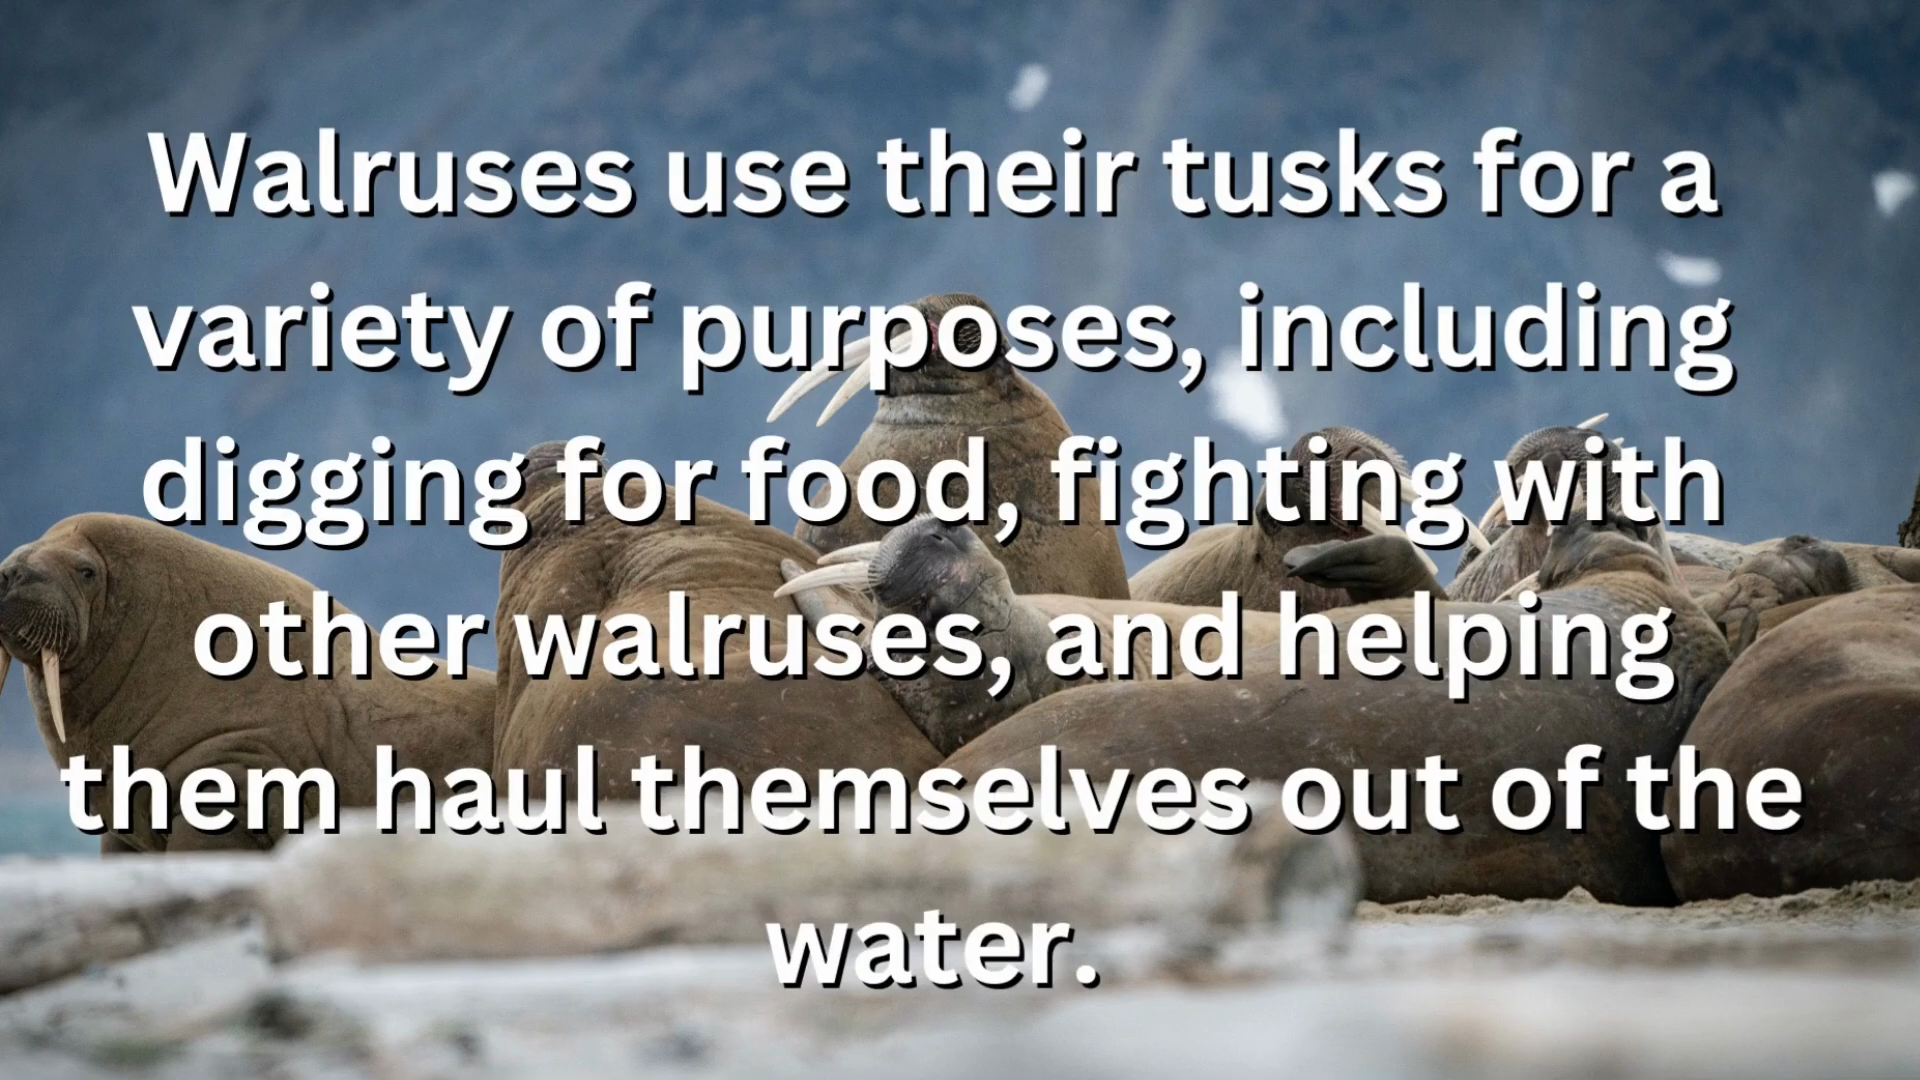 Walruses use their tusks for a
variety of purposes, including
digging for food, fighting with
other walruses, and helping
them haul themselves out of the
water.